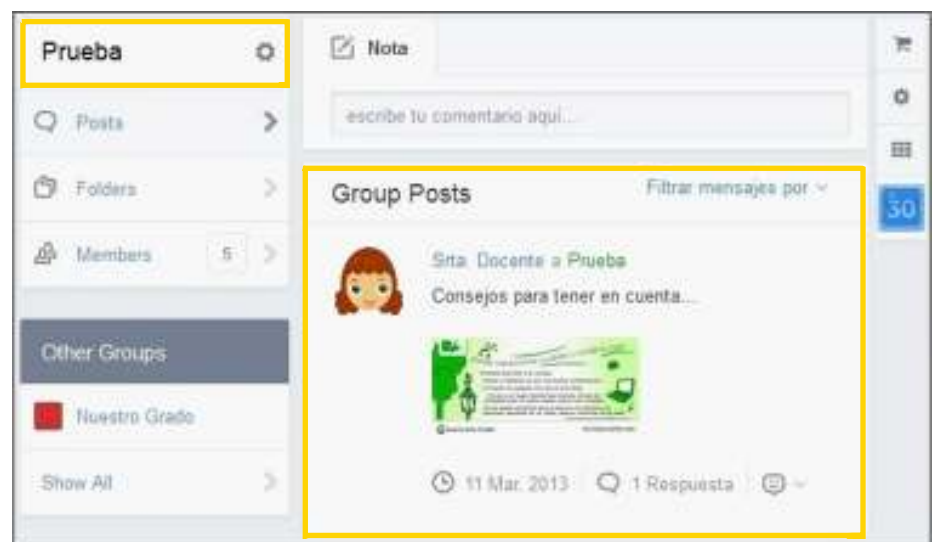 Prueba
Posts
Folders
Members 5
Other Groups
Nuestro Grado
Show All
Nota
escribe tu comentario aquí...
Group Posts
Filtrar mensajes por
Srta. Docente a Prueba
Consejos para tener en cuenta...
11 Mar. 2013
1 Respuesta
30